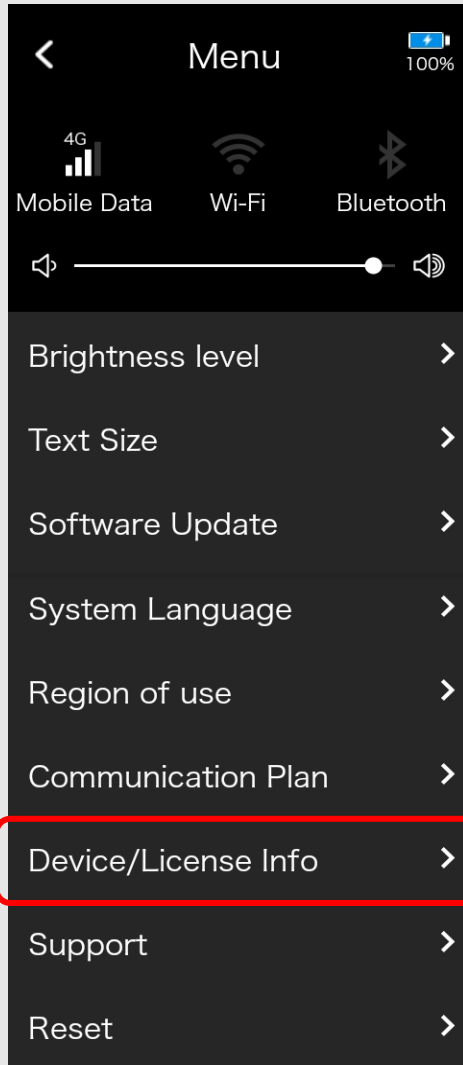 Menu
100%
4G
Mobile Data Wi-Fi Bluetooth
Brightness level
Text Size
Software Update
System Language
Region of use
Communication Plan
Device/License Info
Support
Reset